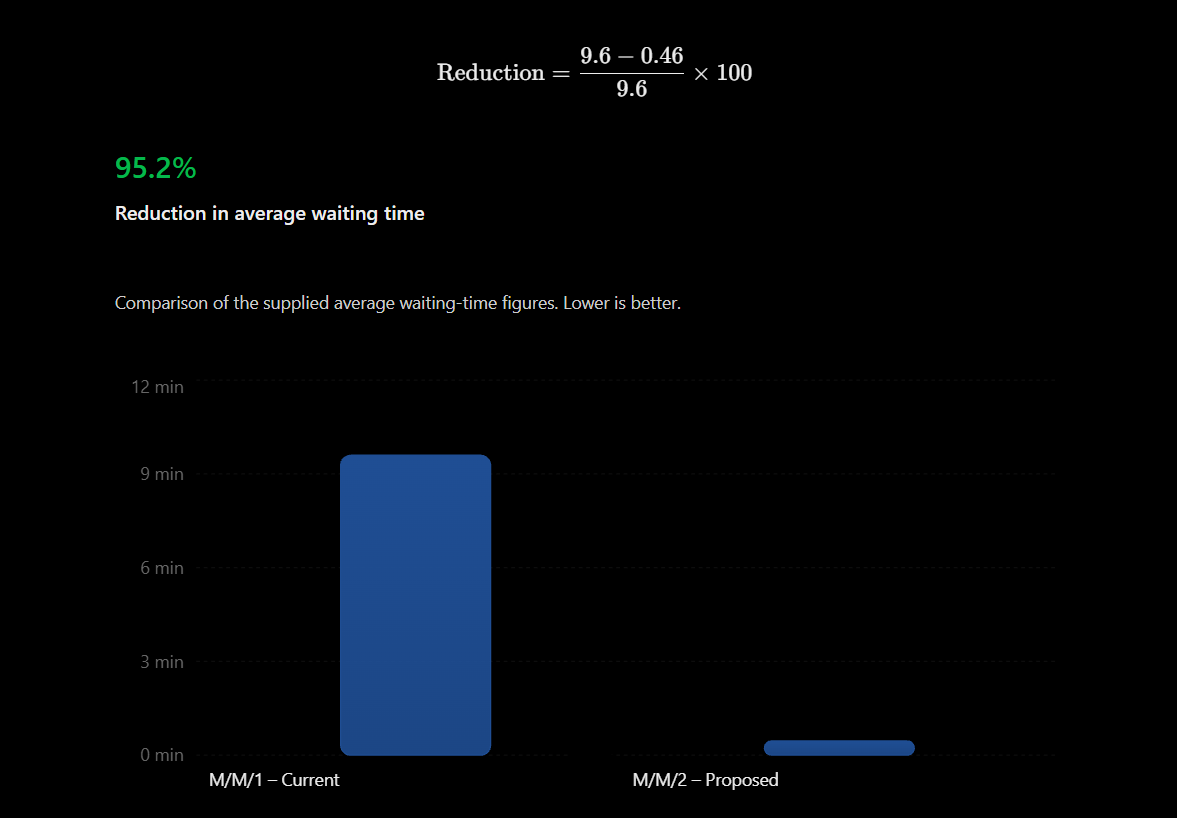 Reduction = 9.6 − 0.46 / 9.6 × 100
95.2%
Reduction in average waiting time
Comparison of the supplied average waiting-time figures. Lower is better.
12 min
9 min
6 min
3 min
0 min
M/M/1 – Current
M/M/2 – Proposed